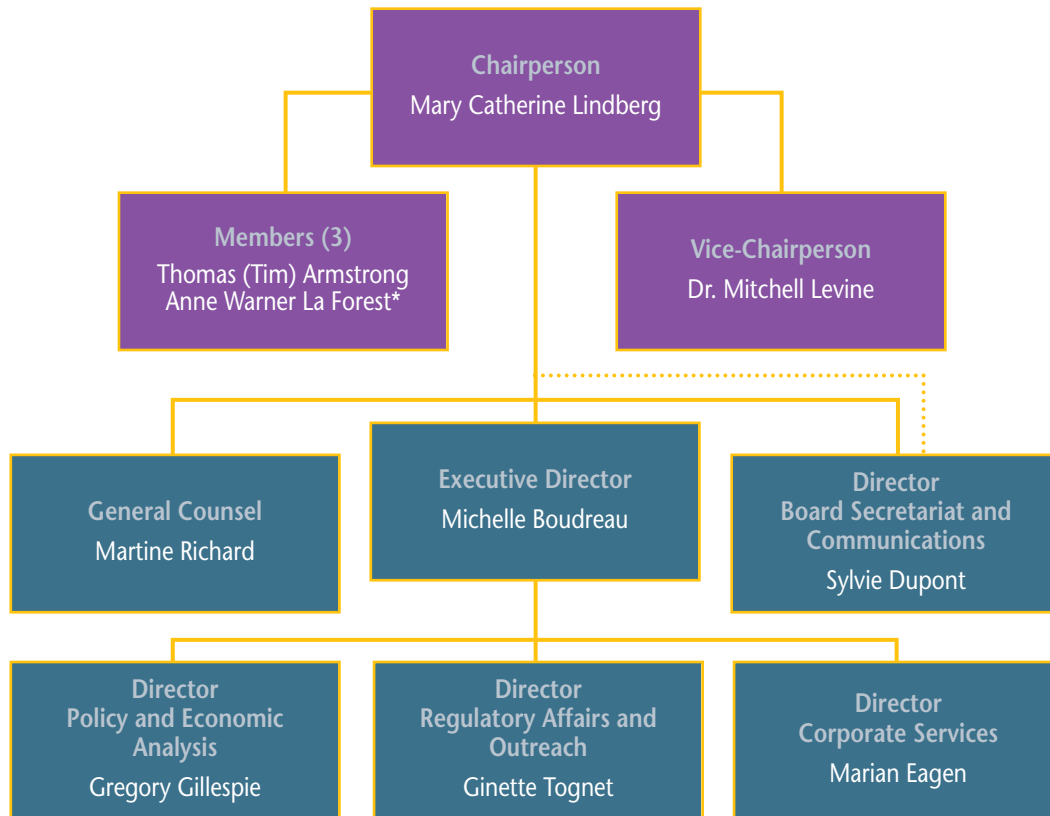 Chairperson
Mary Catherine Lindberg
Members (3)
Thomas (Tim) Armstrong
Anne Warner La Forest*
Vice-Chairperson
Dr. Mitchell Levine
General Counsel
Martine Richard
Executive Director
Michelle Boudreau
Director
Board Secretariat and
Communications
Sylvie Dupont
Director
Policy and Economic
Analysis
Gregory Gillespie
Director
Regulatory Affairs and
Outreach
Ginette Tognet
Director
Corporate Services
Marian Eagen